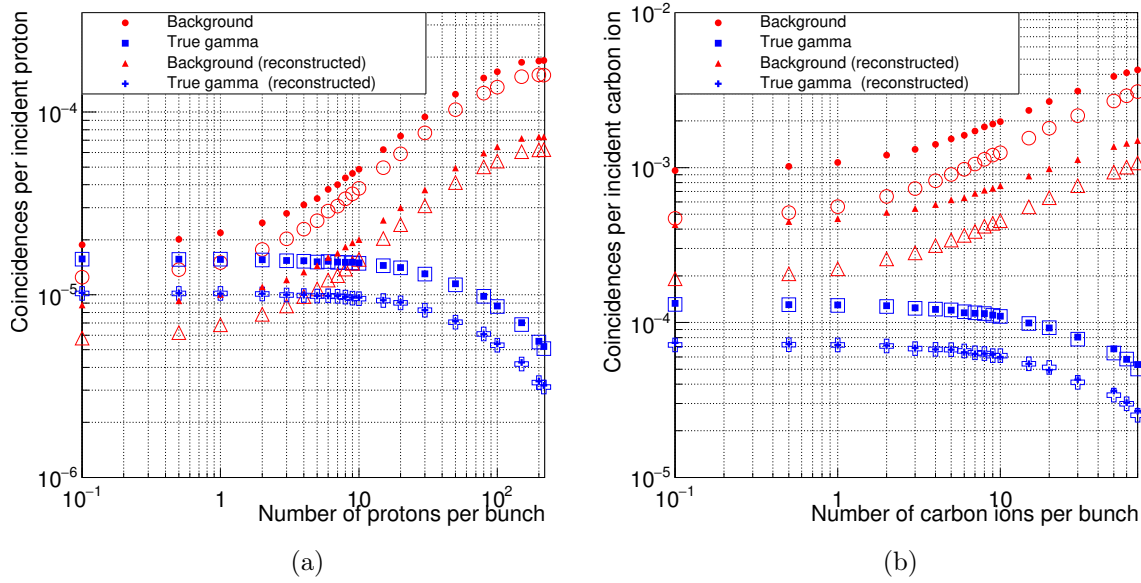 Coincidences per incident proton
Background
True gamma
Background (reconstructed)
True gamma (reconstructed)
10⁻⁴
10⁻⁵
10⁻⁶
10⁻¹ 1 10 10²
Number of protons per bunch
(a)
Coincidences per incident carbon ion
Background
True gamma
Background (reconstructed)
True gamma (reconstructed)
10⁻²
10⁻³
10⁻⁴
10⁻⁵
10⁻¹ 1 10
Number of carbon ions per bunch
(b)